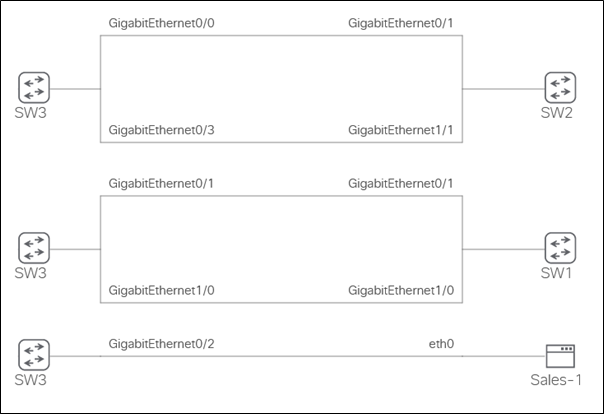 GigabitEthernet0/0 GigabitEthernet0/1
SW3 SW2
GigabitEthernet0/3 GigabitEthernet1/1
GigabitEthernet0/1 GigabitEthernet0/1
SW3 SW1
GigabitEthernet1/0 GigabitEthernet1/0
GigabitEthernet0/2 eth0
SW3 Sales-1